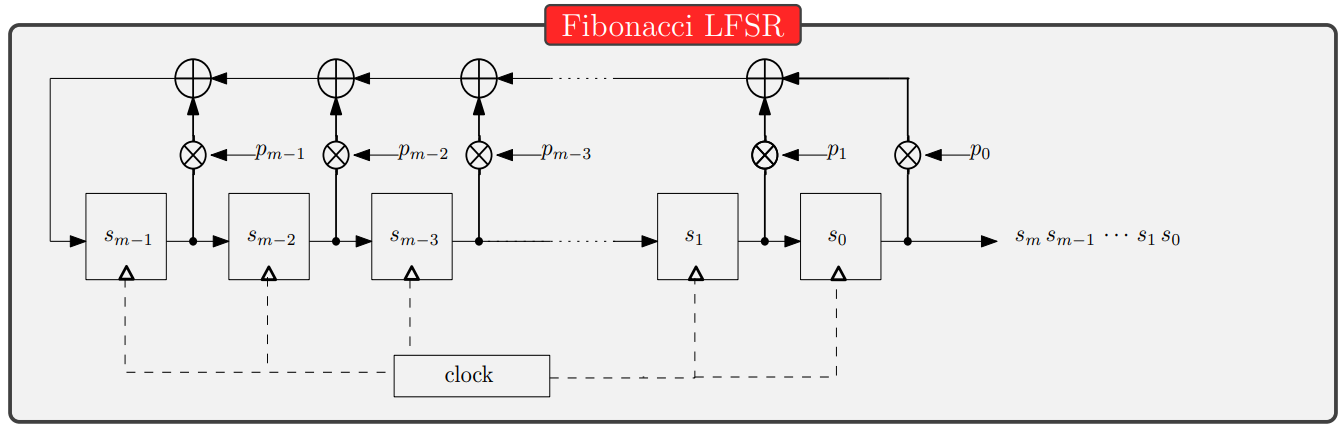 Fibonacci LFSR
p_{m−1} p_{m−2} p_{m−3} p_1 p_0
s_{m−1} s_{m−2} s_{m−3} s_1 s_0 s_m s_{m−1} ··· s_1 s_0
clock